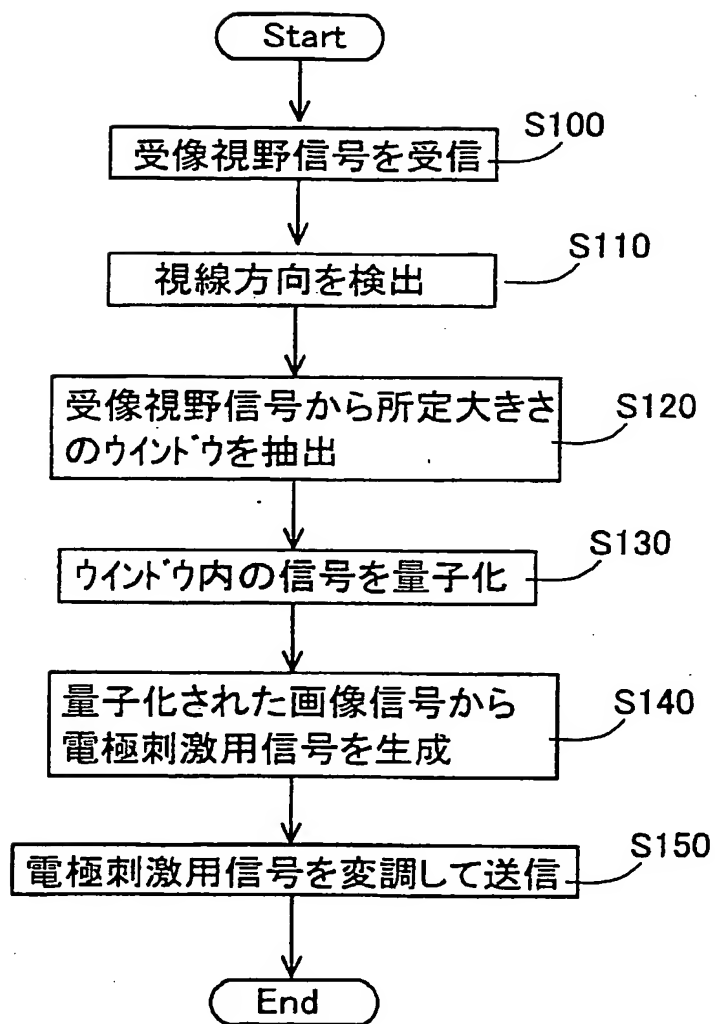 Start
受像視野信号を受信
S100
視線方向を検出
S110
受像視野信号から所定大きさ
のウインドウを抽出
S120
ウインドウ内の信号を量子化
S130
量子化された画像信号から
電極刺激用信号を生成
S140
電極刺激用信号を変調して送信
S150
End